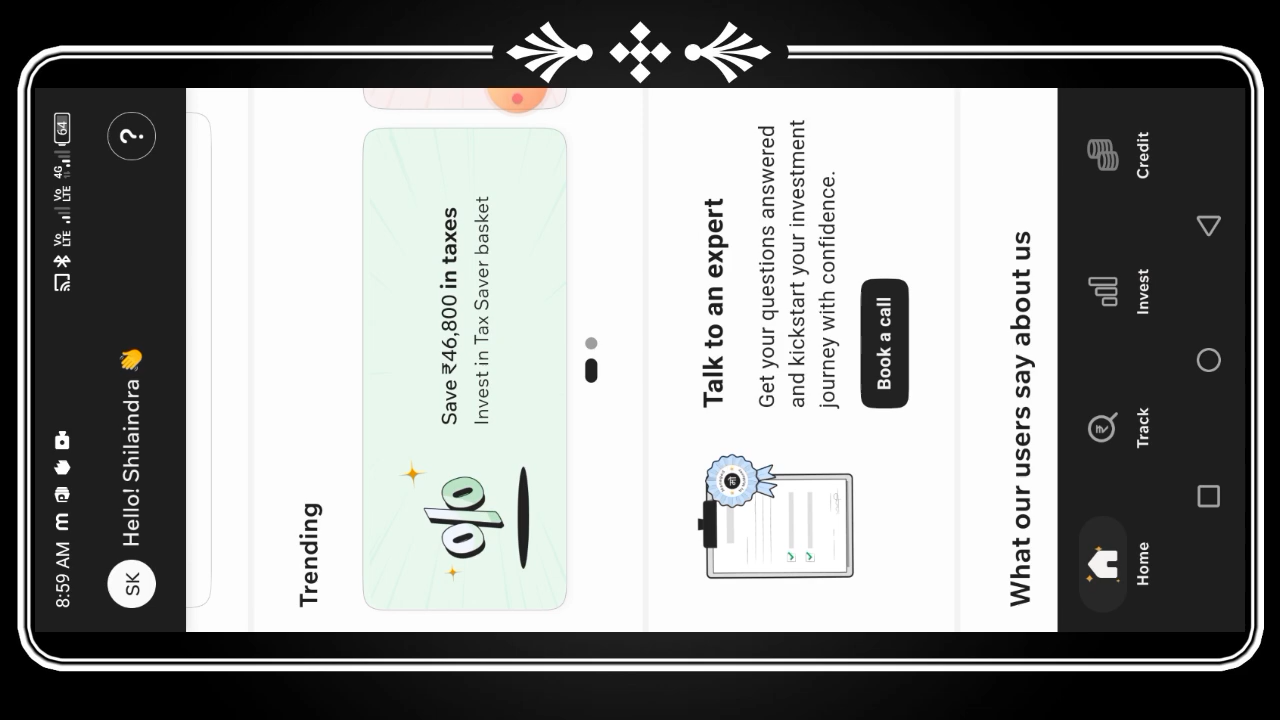 8:59 AM
Vo LTE Vo LTE 4G 64
SK Hello! Shilaindra 👋 ?
Trending
Save ₹46,800 in taxes
Invest in Tax Saver basket
Talk to an expert
Get your questions answered
and kickstart your investment
journey with confidence.
Book a call
What our users say about us
Home Track Invest Credit